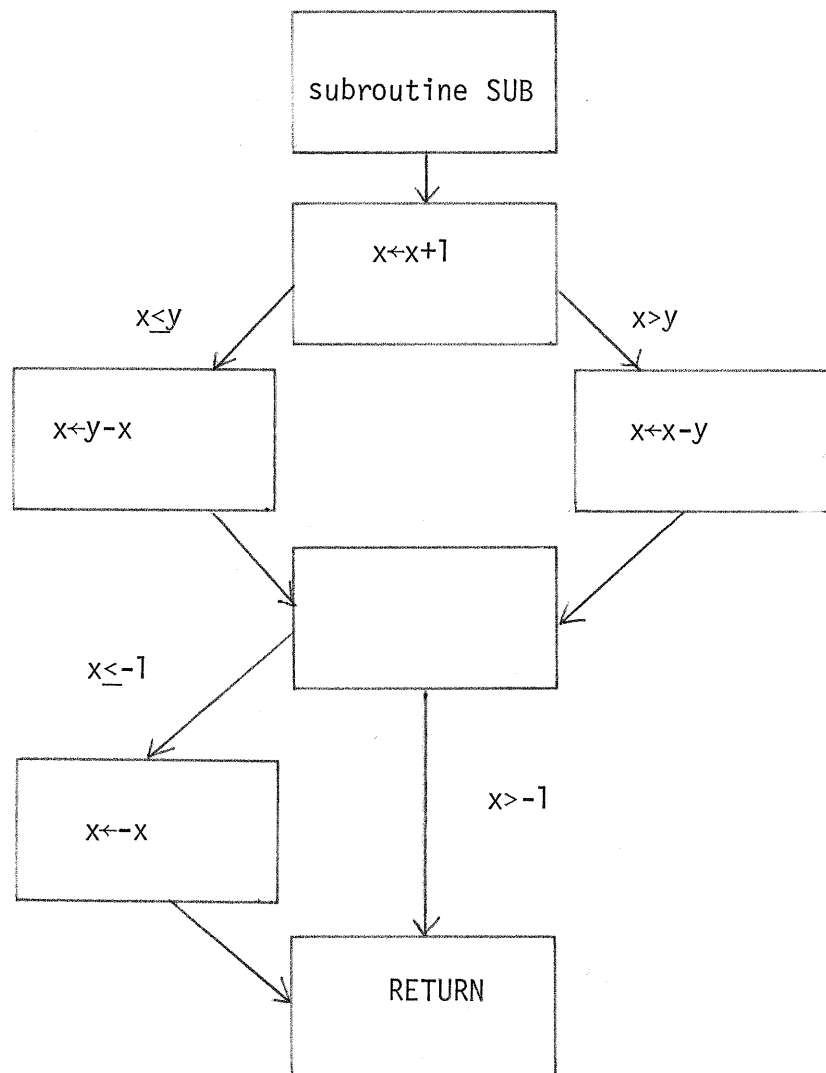 subroutine SUB
x←x+1
x≤y
x>y
x←y-x
x←x-y
x≤-1
x>-1
x←-x
RETURN